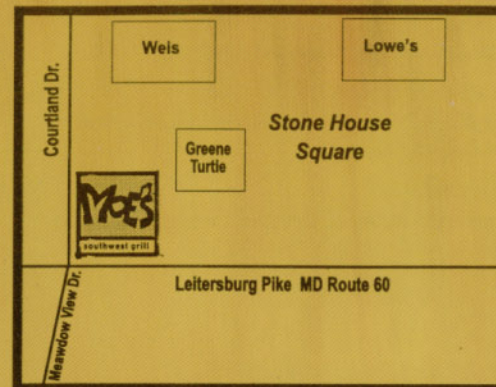 Weis
Lowe's
Courtland Dr.
Stone House
Square
Greene
Turtle
MOE'S
southwest grill
Leitersburg Pike MD Route 60
Meawdow View Dr.